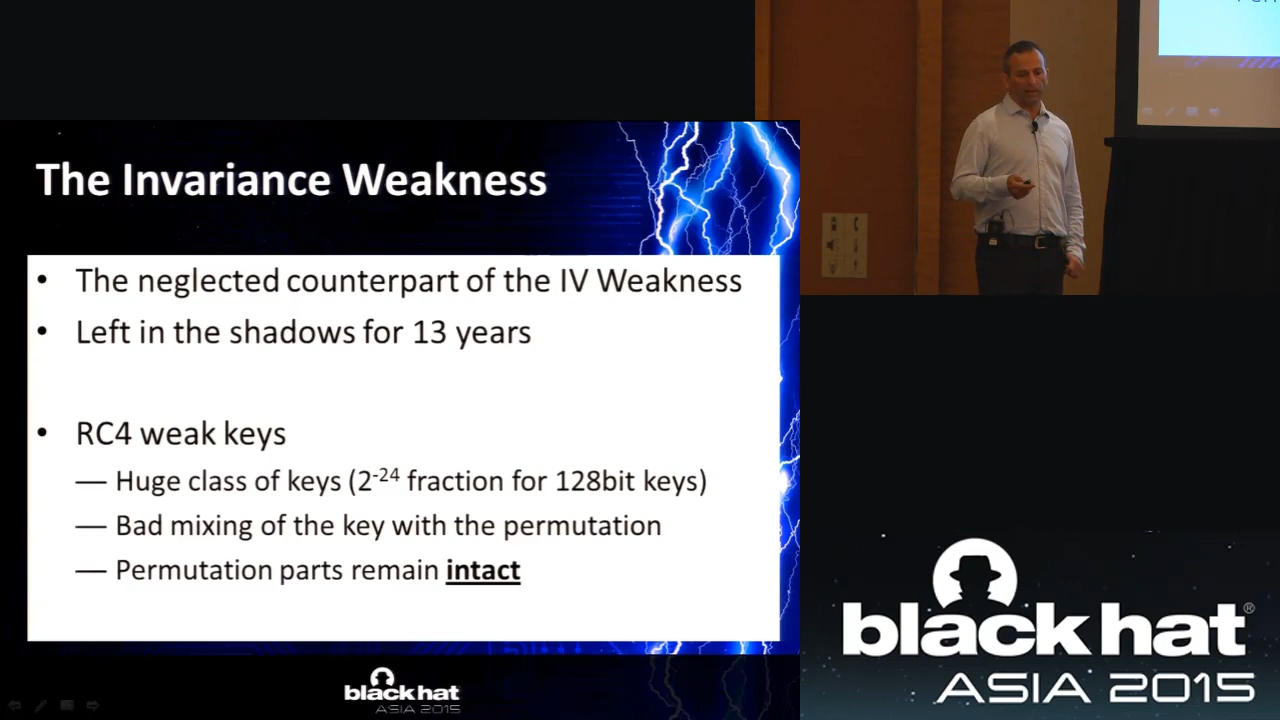 The Invariance Weakness
• The neglected counterpart of the IV Weakness
• Left in the shadows for 13 years
• RC4 weak keys
— Huge class of keys (2⁻²⁴ fraction for 128bit keys)
— Bad mixing of the key with the permutation
— Permutation parts remain intact
black hat
ASIA 2015
black hat®
ASIA 2015